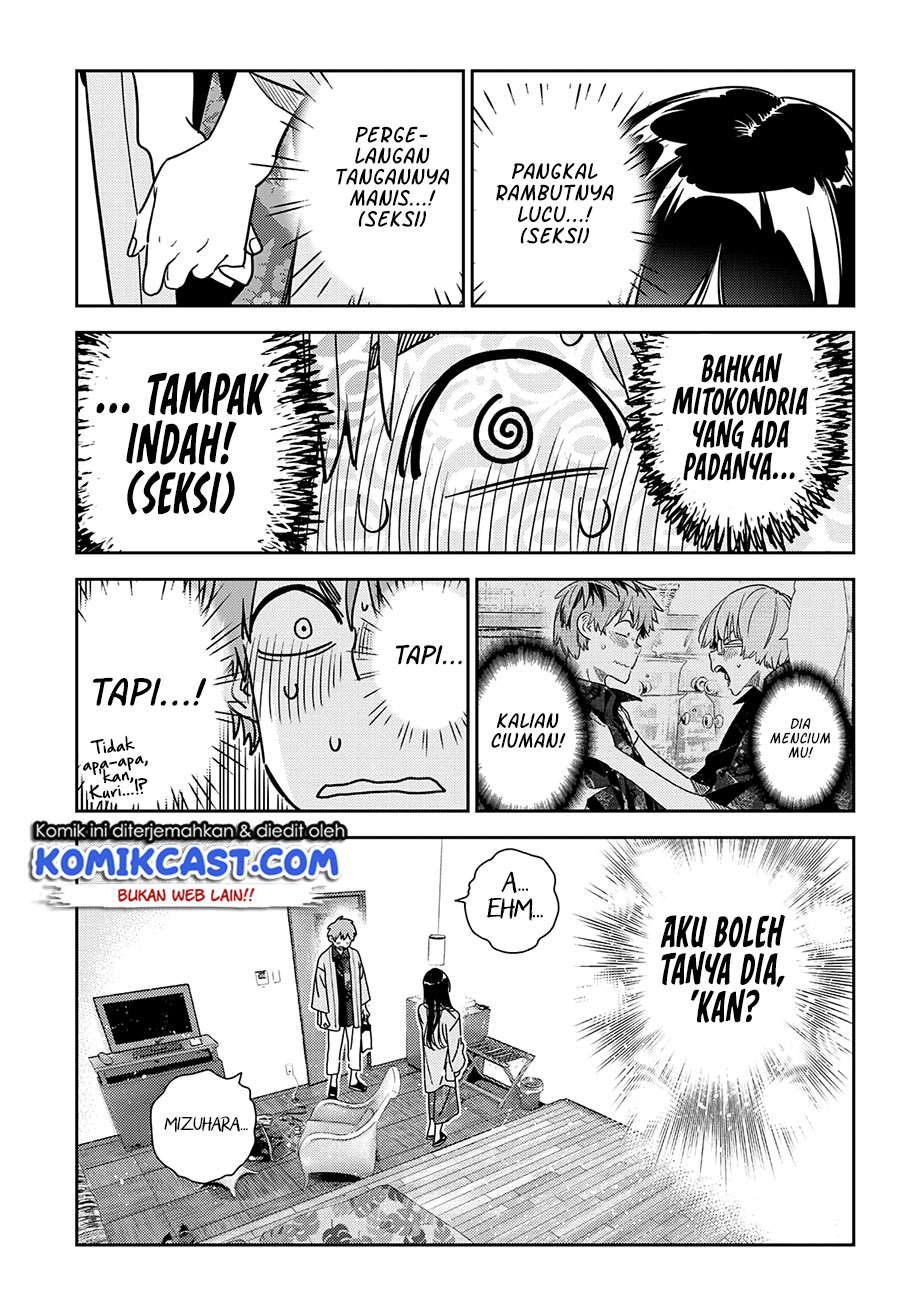 PANGKAL
RAMBUTNYA
LUCU...!
(SEKSI)
PERGE-
LANGAN
TANGANNYA
MANIS...!
(SEKSI)
BAHKAN
MITOKONDRIA
YANG ADA
PADANYA...
... TAMPAK
INDAH!
(SEKSI)
DIA
MENCIUM
MU!
KALIAN
CIUMAN!
TAPI...
TAPI...!
Tidak
apa-apa,
'kan,
Kuri...!?
Komik ini diterjemahkan & diedit oleh
KOMIKCAST.COM
BUKAN WEB LAIN!!
AKU BOLEH
TANYA DIA,
'KAN?
A...
EHM...
MIZUHARA...